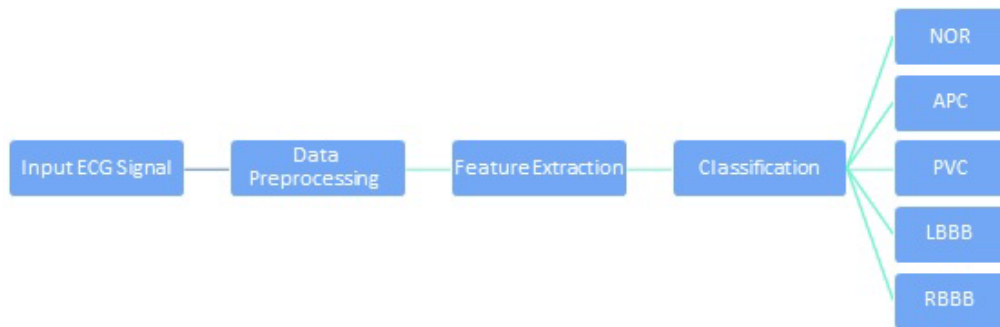 Input ECG Signal
Data
Preprocessing
Feature Extraction
Classification
NOR
APC
PVC
LBBB
RBBB